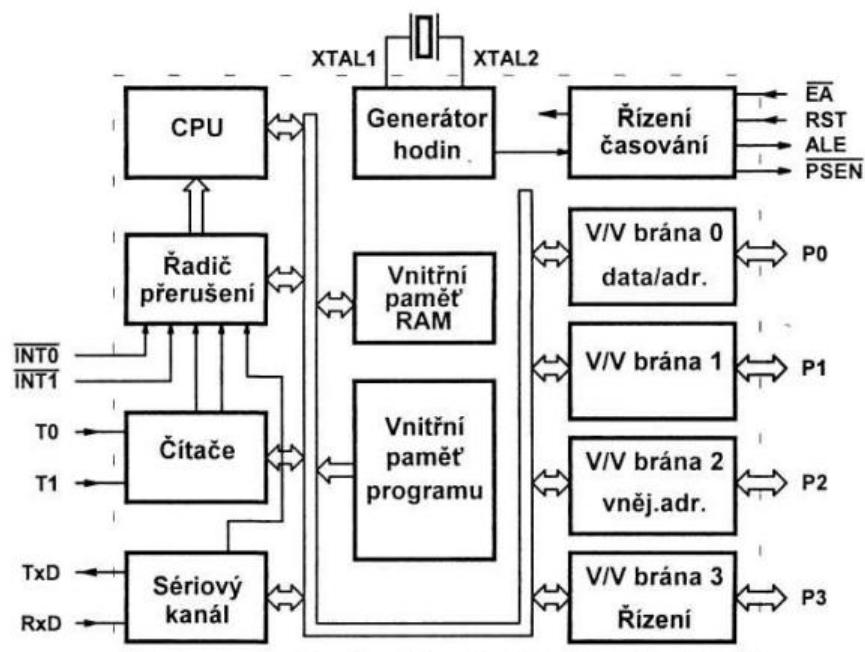 XTAL1
XTAL2
CPU
Generátor
hodin
Řízení
časování
EA
RST
ALE
PSEN
Řadič
přerušení
Vnitřní
paměť
RAM
V/V brána 0
data/adr.
P0
INT0
INT1
V/V brána 1
P1
T0
T1
Čítače
Vnitřní
paměť
programu
V/V brána 2
vněj.adr.
P2
TxD
RxD
Sériový
kanál
V/V brána 3
Řízení
P3